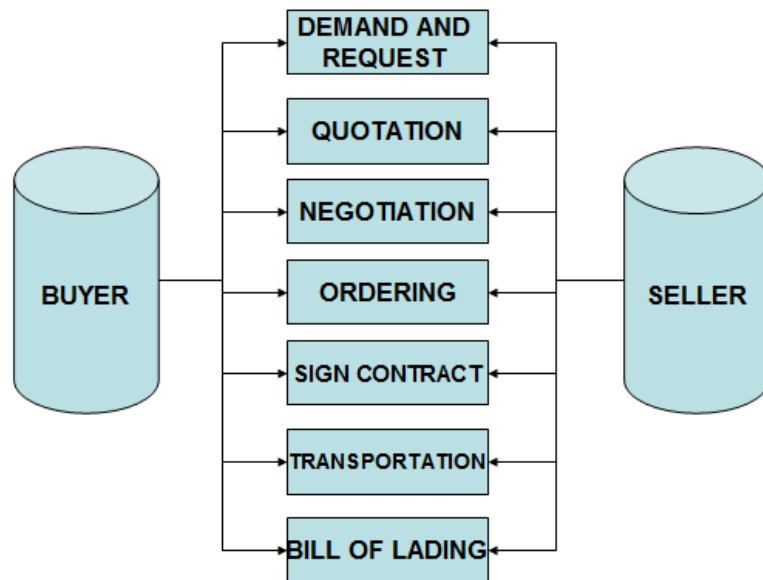 DEMAND AND
REQUEST
QUOTATION
NEGOTIATION
BUYER
ORDERING
SELLER
SIGN CONTRACT
TRANSPORTATION
BILL OF LADING